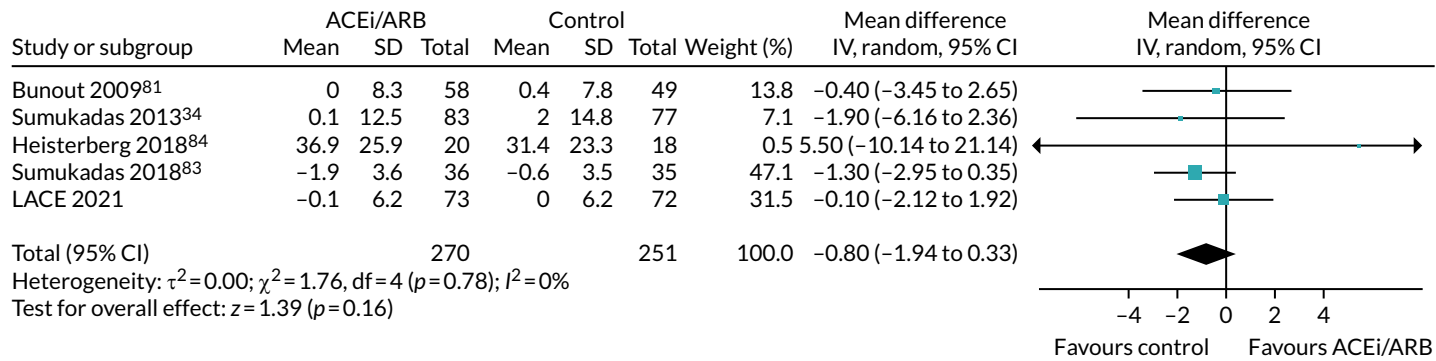 ACEi/ARB Control Mean difference Mean difference
Study or subgroup Mean SD Total Mean SD Total Weight (%) IV, random, 95% CI IV, random, 95% CI
Bunout 2009⁸¹ 0 8.3 58 0.4 7.8 49 13.8 –0.40 (–3.45 to 2.65)
Sumukadas 2013³⁴ 0.1 12.5 83 2 14.8 77 7.1 –1.90 (–6.16 to 2.36)
Heisterberg 2018⁸⁴ 36.9 25.9 20 31.4 23.3 18 0.5 5.50 (–10.14 to 21.14)
Sumukadas 2018⁸³ –1.9 3.6 36 –0.6 3.5 35 47.1 –1.30 (–2.95 to 0.35)
LACE 2021 –0.1 6.2 73 0 6.2 72 31.5 –0.10 (–2.12 to 1.92)
Total (95% CI) 270 251 100.0 –0.80 (–1.94 to 0.33)
Heterogeneity: τ²=0.00; χ²=1.76, df=4 (p=0.78); I²=0%
Test for overall effect: z=1.39 (p=0.16)
–4 –2 0 2 4
Favours control Favours ACEi/ARB